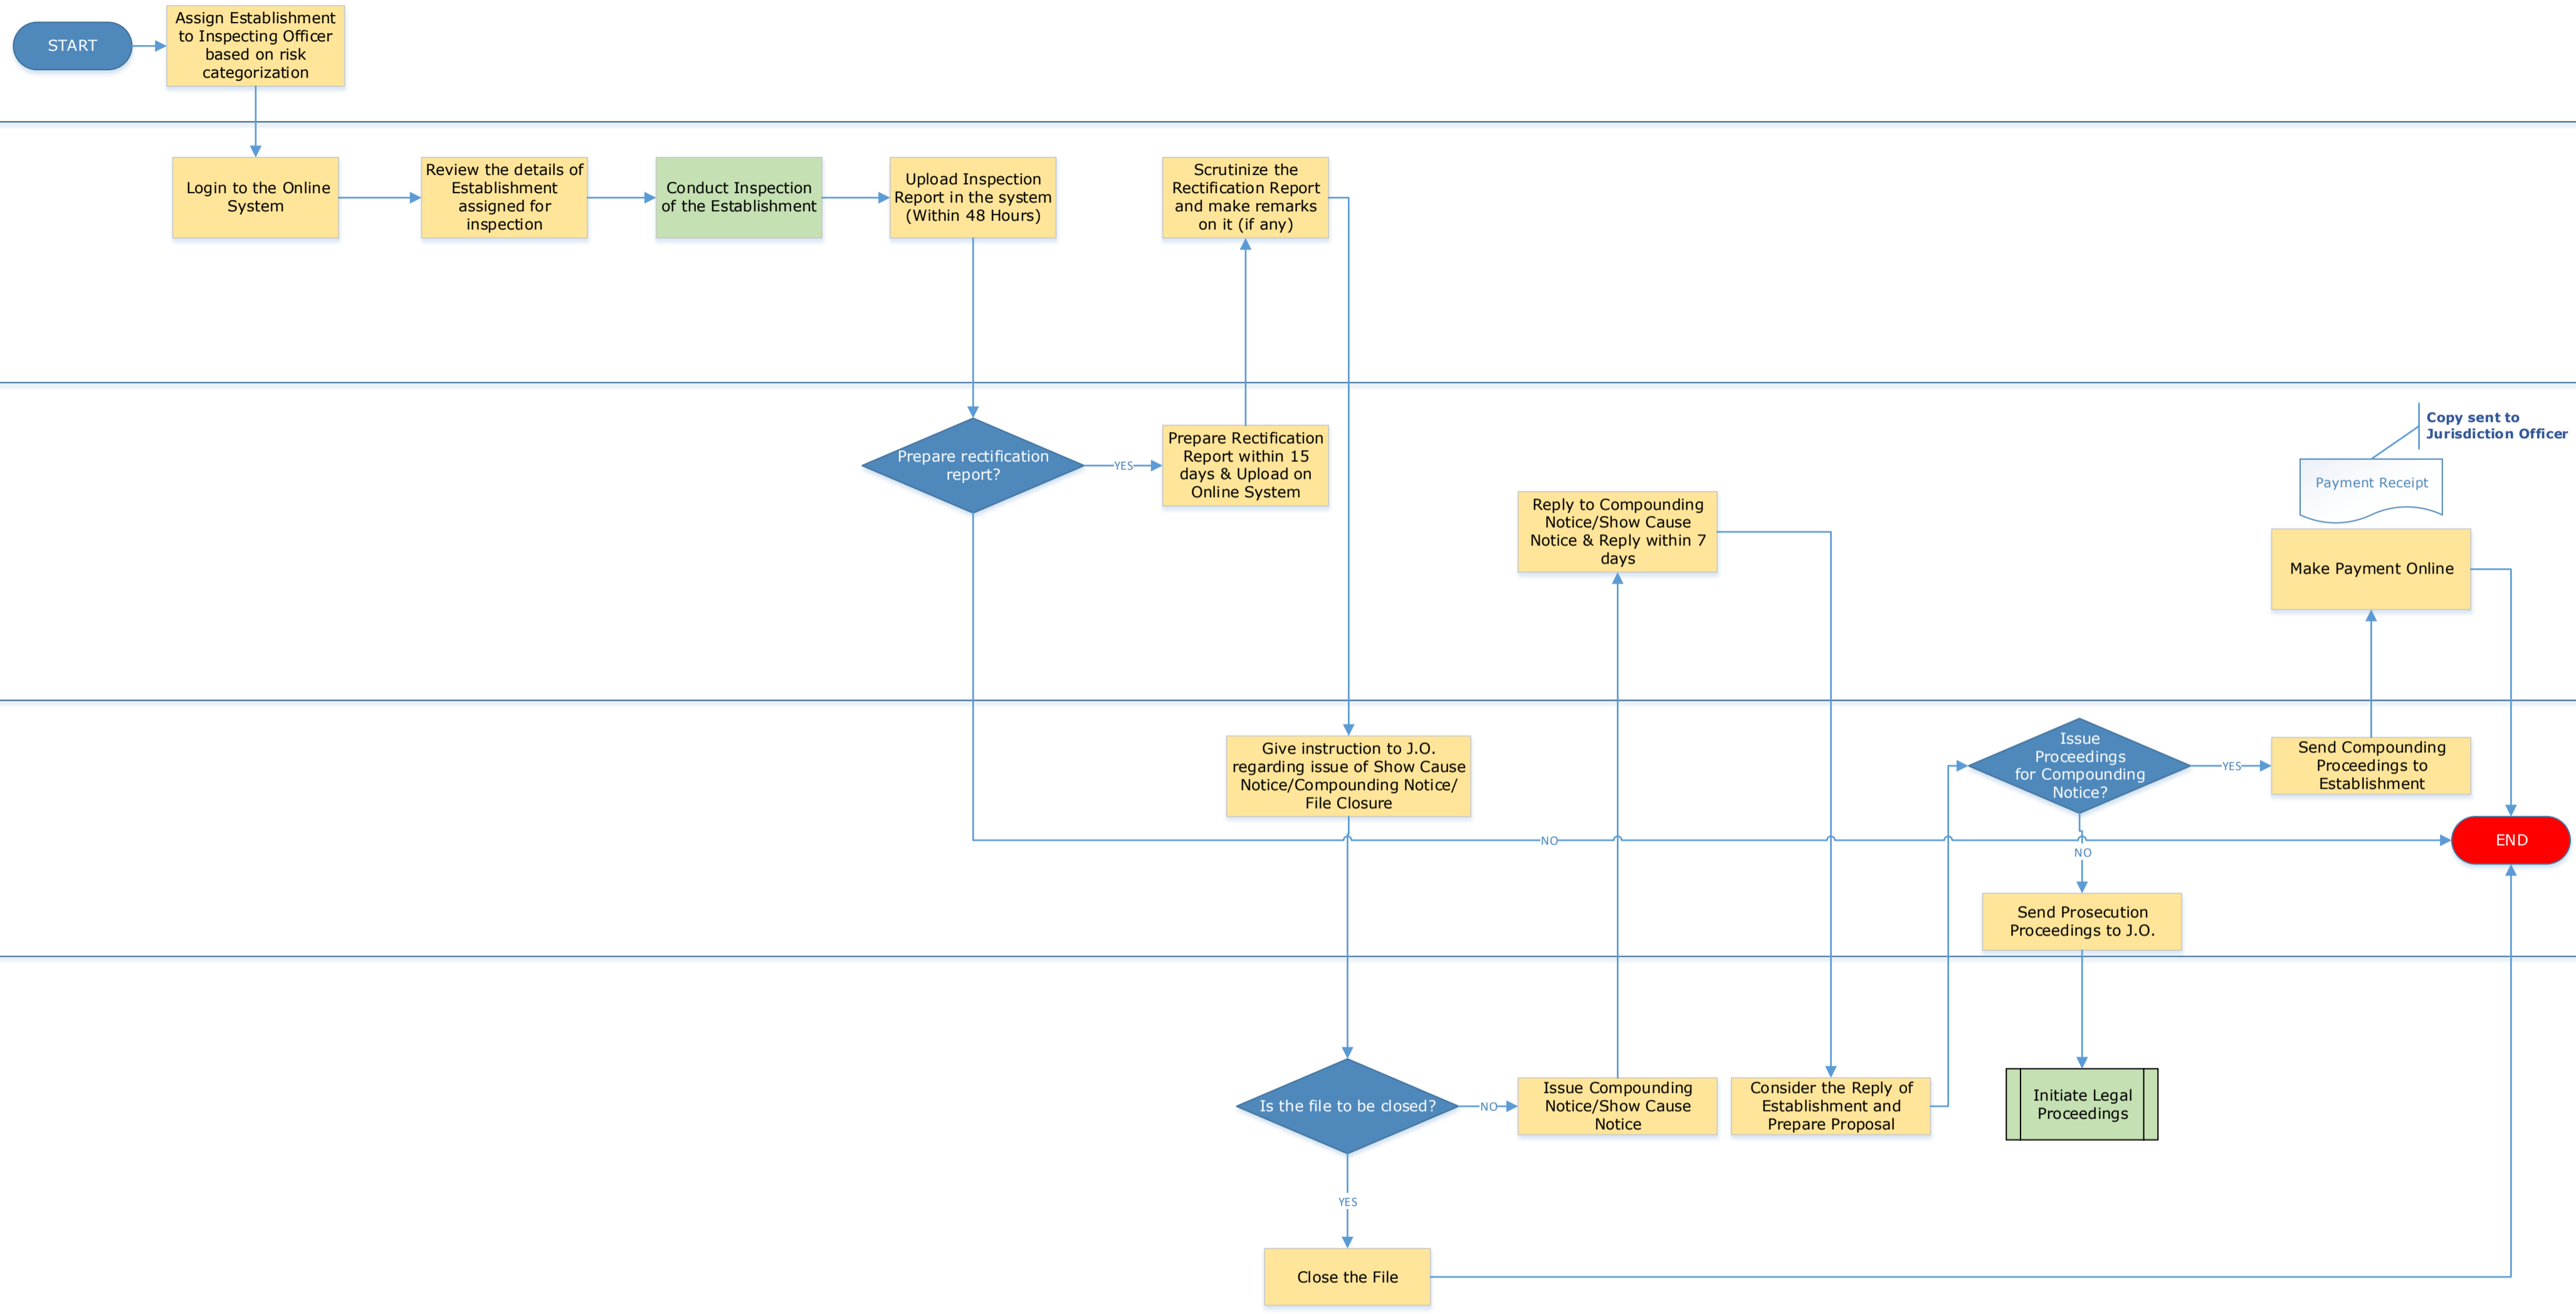 START
Assign Establishment
to Inspecting Officer
based on risk
categorization
Login to the Online
System
Review the details of
Establishment
assigned for
inspection
Conduct Inspection
of the Establishment
Upload Inspection
Report in the system
(Within 48 Hours)
Scrutinize the
Rectification Report
and make remarks
on it (if any)
Prepare rectification
report?
YES
Prepare Rectification
Report within 15
days & Upload on
Online System
Reply to Compounding
Notice/Show Cause
Notice & Reply within 7
days
Copy sent to
Jurisdiction Officer
Payment Receipt
Make Payment Online
Give instruction to J.O.
regarding issue of Show Cause
Notice/Compounding Notice/
File Closure
Issue
Proceedings
for Compounding
Notice?
YES
Send Compounding
Proceedings to
Establishment
NO
NO
END
Send Prosecution
Proceedings to J.O.
Is the file to be closed?
NO
Issue Compounding
Notice/Show Cause
Notice
Consider the Reply of
Establishment and
Prepare Proposal
Initiate Legal
Proceedings
YES
Close the File